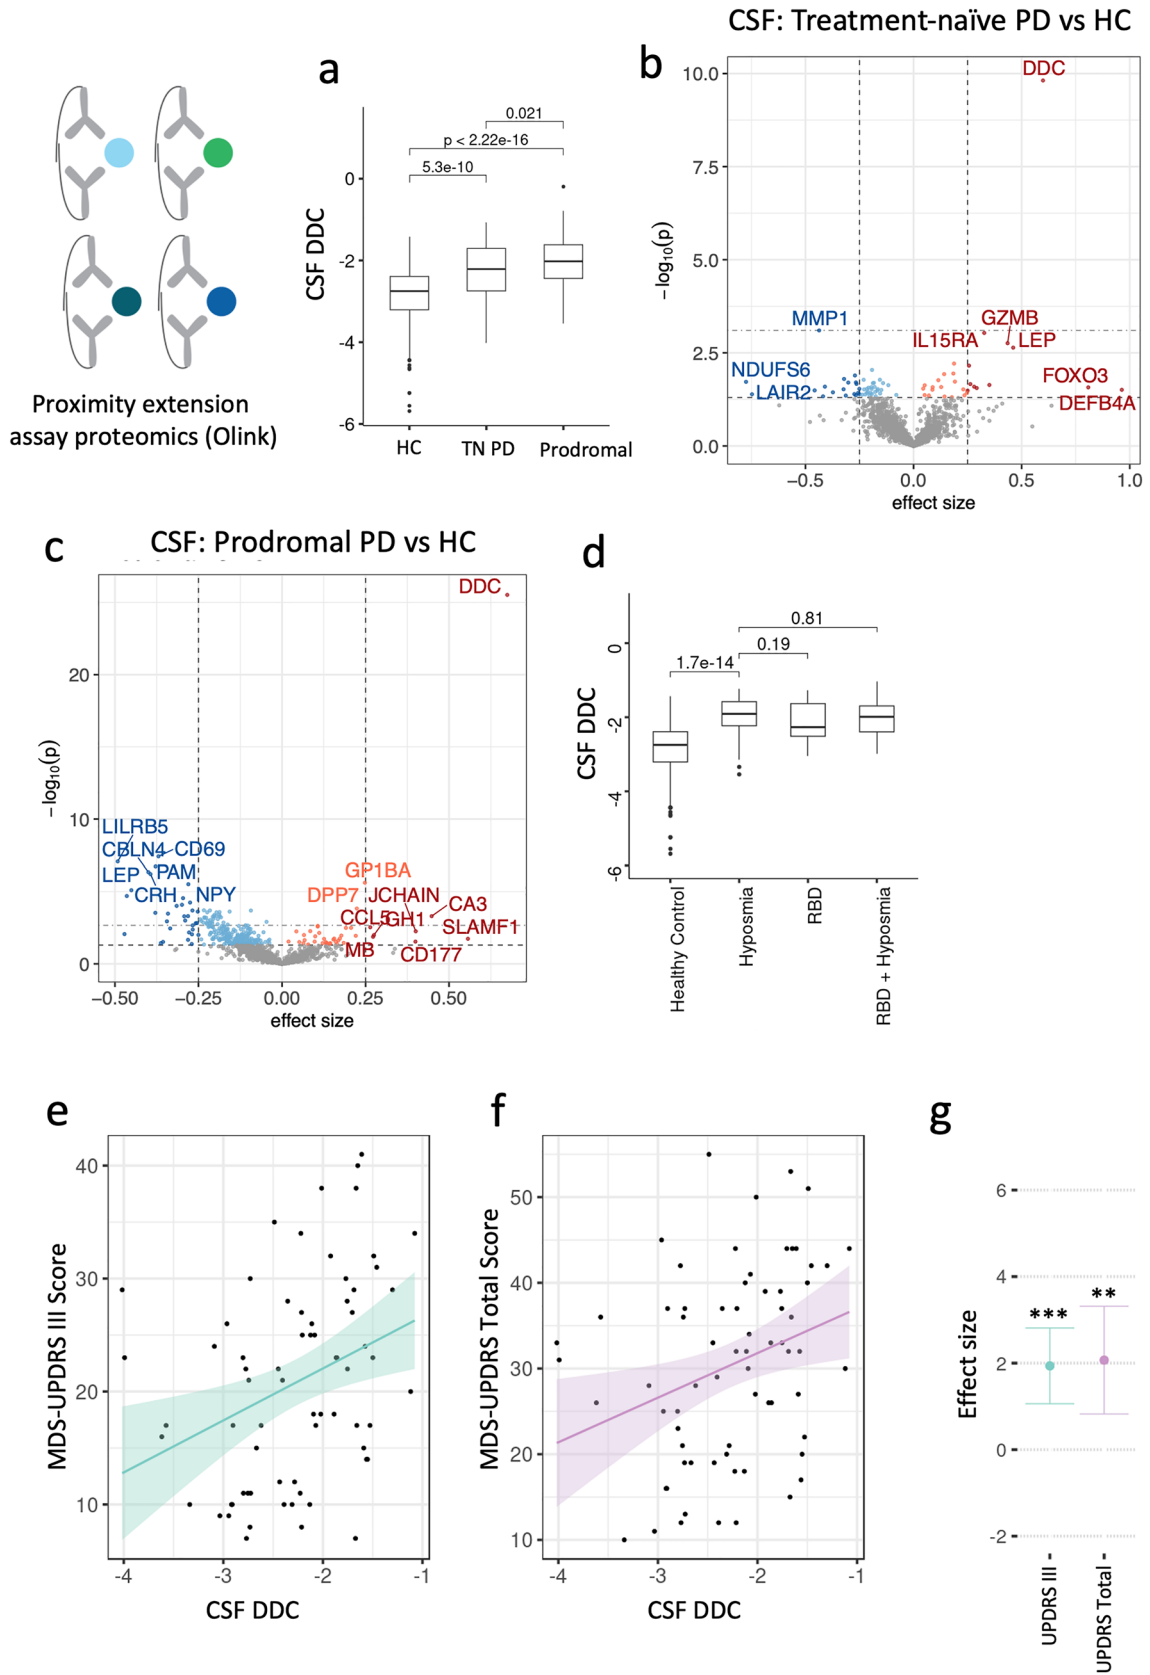 Proximity extension
assay proteomics (Olink)
a
CSF DDC
0
-2
-4
-6
0.021
p < 2.22e-16
5.3e-10
HC
TN PD
Prodromal
CSF: Treatment-naïve PD vs HC
b
−log10(p)
10.0
7.5
5.0
2.5
0.0
DDC
MMP1
GZMB
IL15RA
LEP
NDUFS6
FOXO3
LAIR2
DEFB4A
−0.5
0.0
0.5
1.0
effect size
c
CSF: Prodromal PD vs HC
−log10(p)
20
10
0
DDC
LILRB5
CBLN4
CD69
LEP
PAM
GP1BA
CRH
NPY
DPP7
JCHAIN
CA3
CCL5
GH1
SLAMF1
MB
CD177
−0.50
−0.25
0.00
0.25
0.50
effect size
d
CSF DDC
0
-2
-4
-6
0.81
0.19
1.7e-14
Healthy Control
Hyposmia
RBD
RBD + Hyposmia
e
MDS-UPDRS III Score
40
30
20
10
-4
-3
-2
-1
CSF DDC
f
MDS-UPDRS Total Score
50
40
30
20
10
-4
-3
-2
-1
CSF DDC
g
Effect size
6
4
2
0
-2
***
**
UPDRS III
UPDRS Total